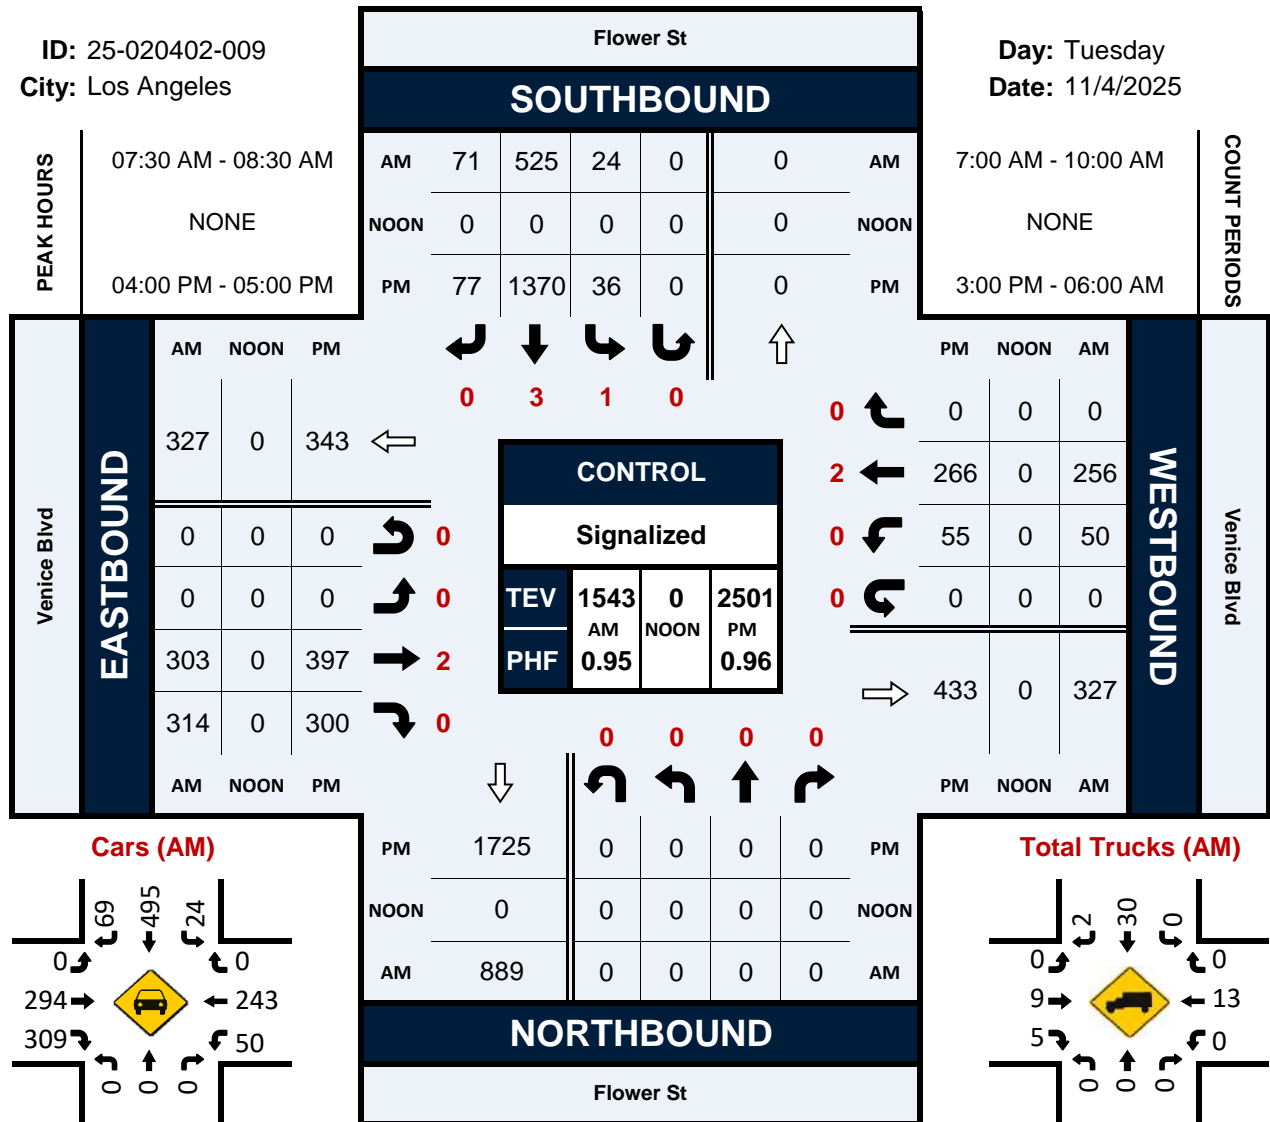 ID: 25-020402-009
City: Los Angeles
Flower St
Day: Tuesday
Date: 11/4/2025
SOUTHBOUND
PEAK HOURS
07:30 AM - 08:30 AM
NONE
04:00 PM - 05:00 PM
AM 71 525 24 0 0 AM
NOON 0 0 0 0 0 NOON
PM 77 1370 36 0 0 PM
7:00 AM - 10:00 AM
NONE
3:00 PM - 06:00 AM
COUNT PERIODS
0 3 1 0
Venice Blvd
EASTBOUND
AM NOON PM
327 0 343
0 0 0 0
0 0 0 0
303 0 397 2
314 0 300 0
AM NOON PM
CONTROL
Signalized
TEV 1543 0 2501
AM NOON PM
PHF 0.95 0.96
PM NOON AM
0 0 0 0
2 266 0 256
0 55 0 50
0 0 0 0
433 0 327
PM NOON AM
WESTBOUND
Venice Blvd
0 0 0 0
PM 1725 0 0 0 0 PM
NOON 0 0 0 0 0 NOON
AM 889 0 0 0 0 AM
NORTHBOUND
Flower St
Cars (AM)
69 495 24
0 0
294 243
309 50
0 0 0
Total Trucks (AM)
2 30 0
0 0
9 13
5 0
0 0 0